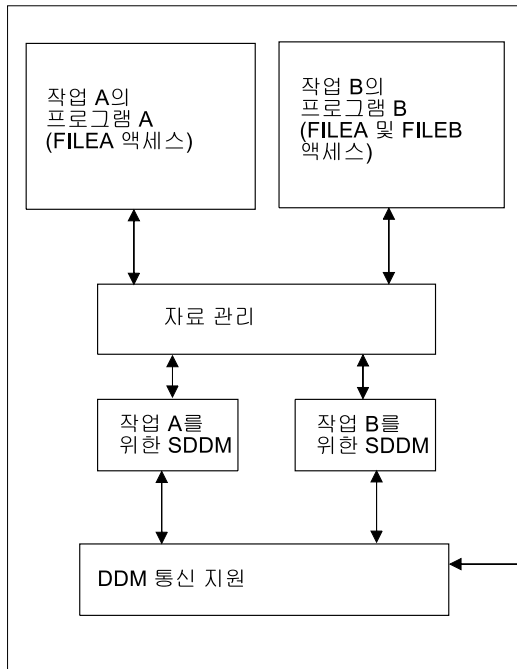 작업 A의
프로그램 A
(FILEA 액세스)
작업 B의
프로그램 B
(FILEA 및 FILEB
액세스)
자료 관리
작업 A를
위한 SDDM
작업 B를
위한 SDDM
DDM 통신 지원